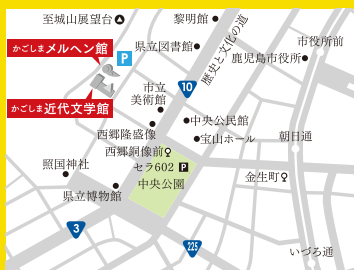 至城山展望台
黎明館
市役所前
かごしまメルヘン館
P
県立図書館
歴史と文化の道
鹿児島市役所
10
市立
美術館
かごしま近代文学館
中央公民館
西郷隆盛像
宝山ホール
朝日通
西郷銅像前
照国神社
セラ602 P
中央公園
金生町
県立博物館
3
225
いづろ通